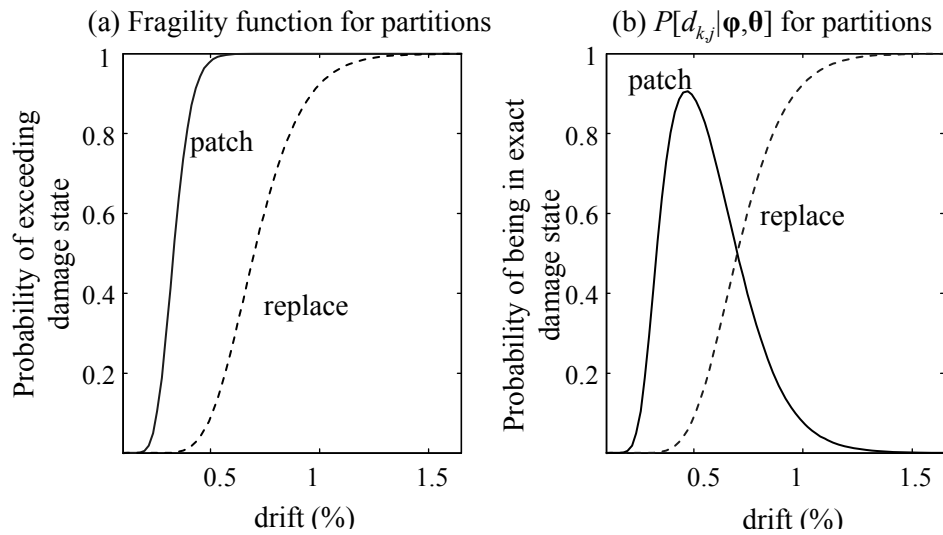 (a) Fragility function for partitions
Probability of exceeding
damage state
1
0.8
0.6
0.4
0.2
patch
replace
0.5
1
1.5
drift (%)
(b) P[d_{k,j}|φ,θ] for partitions
Probability of being in exact
damage state
1
0.8
0.6
0.4
0.2
patch
replace
0.5
1
1.5
drift (%)